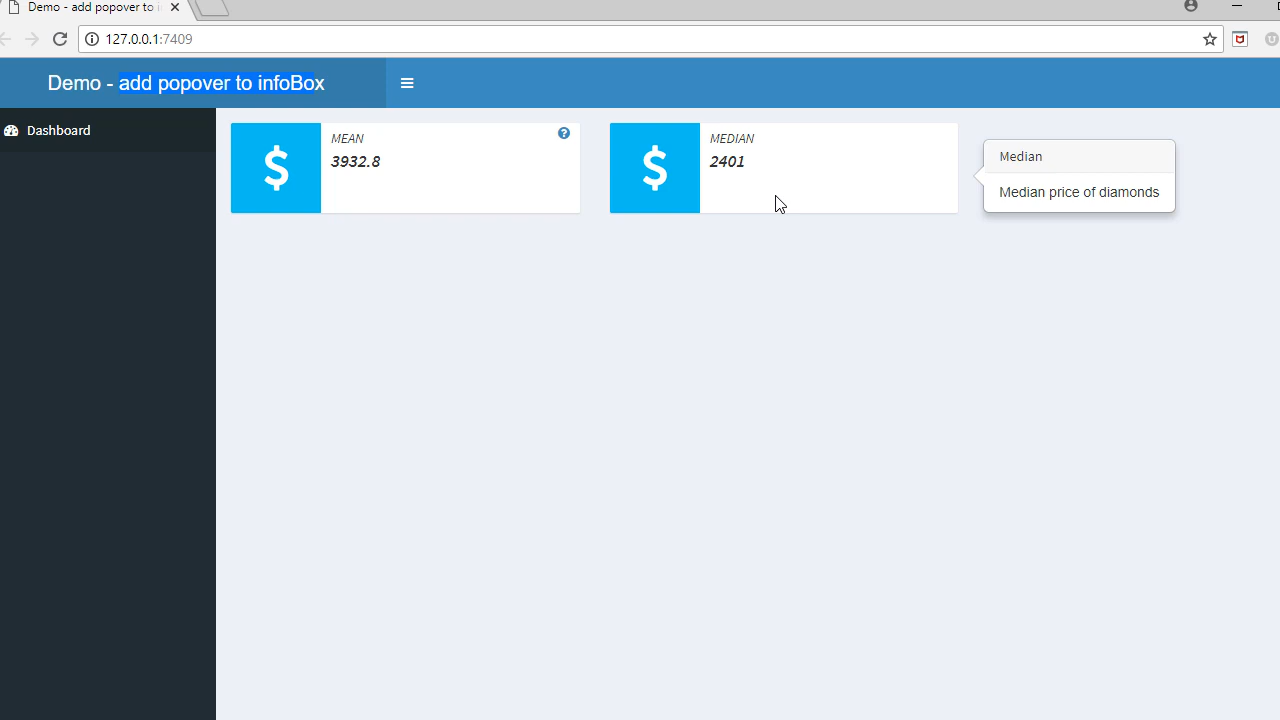 Demo - add popover to i
127.0.0.1:7409
Demo - add popover to infoBox
Dashboard
$
MEAN
3932.8
?
$
MEDIAN
2401
Median
Median price of diamonds